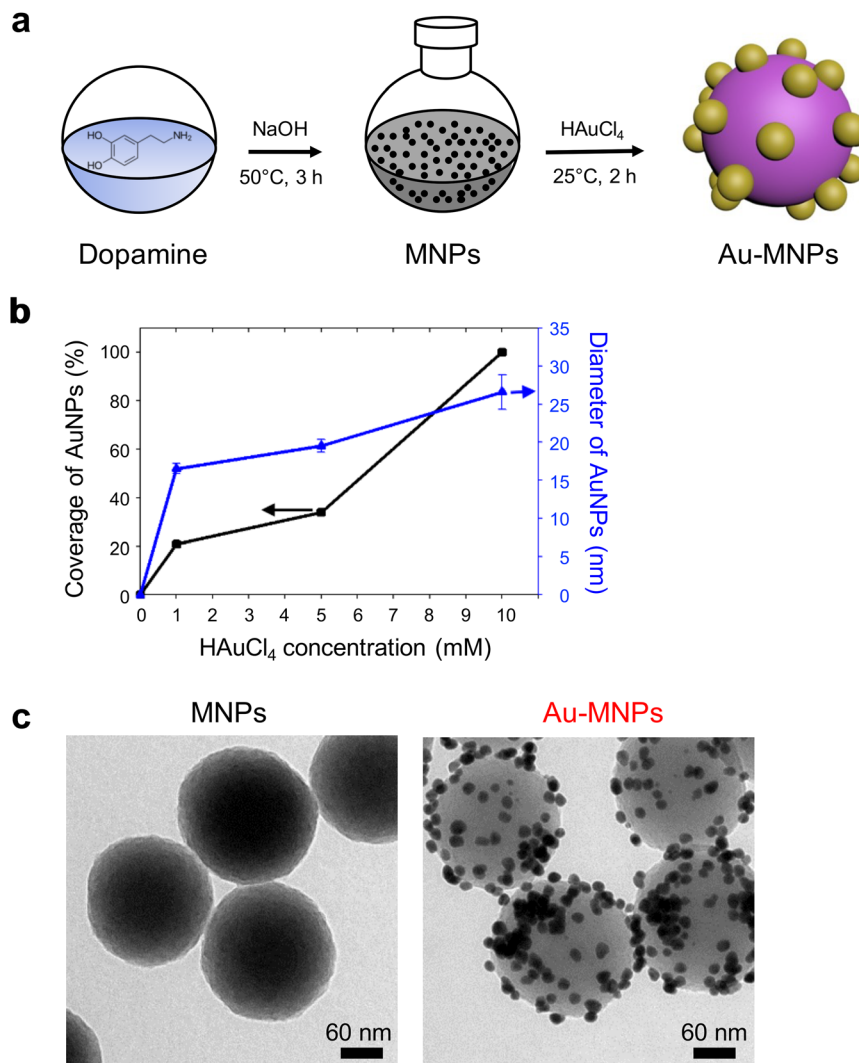 a
HO
HO
NH₂
NaOH
50°C, 3 h
HAuCl₄
25°C, 2 h
Dopamine
MNPs
Au-MNPs
b
Coverage of AuNPs (%)
100
80
60
40
20
0
0 1 2 3 4 5 6 7 8 9 10
HAuCl₄ concentration (mM)
35
30
25
20
15
10
5
0
Diameter of AuNPs (nm)
c
MNPs
Au-MNPs
60 nm
60 nm